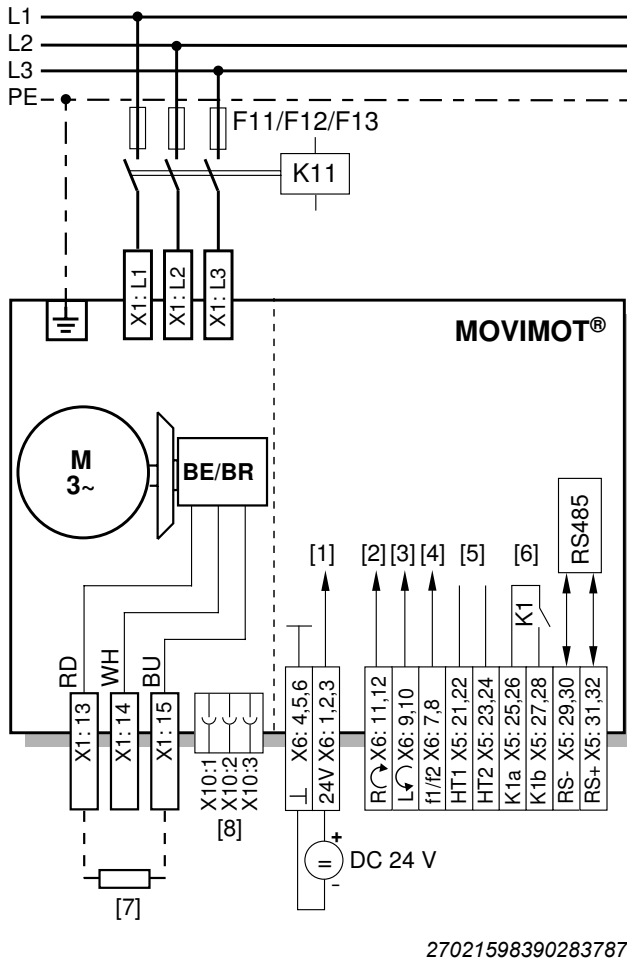 L1
L2
L3
PE
F11/F12/F13
K11
X1: L1
X1: L2
X1: L3
MOVIMOT®
M
3~
BE/BR
RS485
[1]
[2]
[3]
[4]
[5]
[6]
K1
RD
WH
BU
X1: 13
X1: 14
X1: 15
X10:1
X10:2
X10:3
[8]
⊥ X6: 4,5,6
24V X6: 1,2,3
R X6: 11,12
L X6: 9,10
f1/f2 X6: 7,8
HT1 X5: 21,22
HT2 X5: 23,24
K1a X5: 25,26
K1b X5: 27,28
RS- X5: 29,30
RS+ X5: 31,32
+
=
-
DC 24 V
[7]
27021598390283787